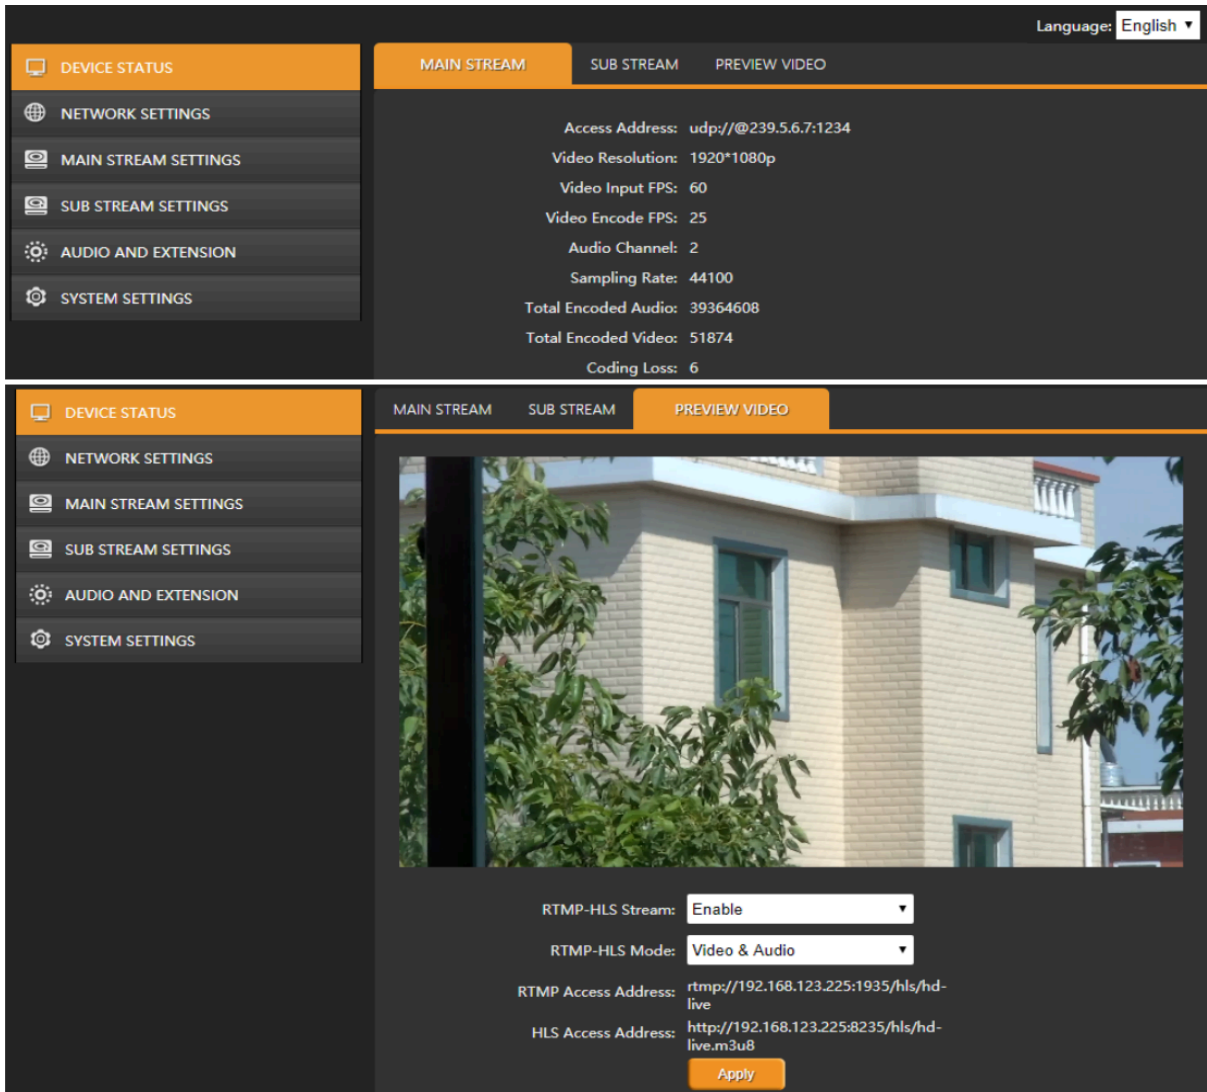 Language: English
DEVICE STATUS
NETWORK SETTINGS
MAIN STREAM SETTINGS
SUB STREAM SETTINGS
AUDIO AND EXTENSION
SYSTEM SETTINGS
MAIN STREAM SUB STREAM PREVIEW VIDEO
Access Address: udp://@239.5.6.7:1234
Video Resolution: 1920*1080p
Video Input FPS: 60
Video Encode FPS: 25
Audio Channel: 2
Sampling Rate: 44100
Total Encoded Audio: 39364608
Total Encoded Video: 51874
Coding Loss: 6
DEVICE STATUS
NETWORK SETTINGS
MAIN STREAM SETTINGS
SUB STREAM SETTINGS
AUDIO AND EXTENSION
SYSTEM SETTINGS
MAIN STREAM SUB STREAM PREVIEW VIDEO
RTMP-HLS Stream: Enable
RTMP-HLS Mode: Video & Audio
RTMP Access Address: rtmp://192.168.123.225:1935/hls/hd-
live
HLS Access Address: http://192.168.123.225:8235/hls/hd-
live.m3u8
Apply